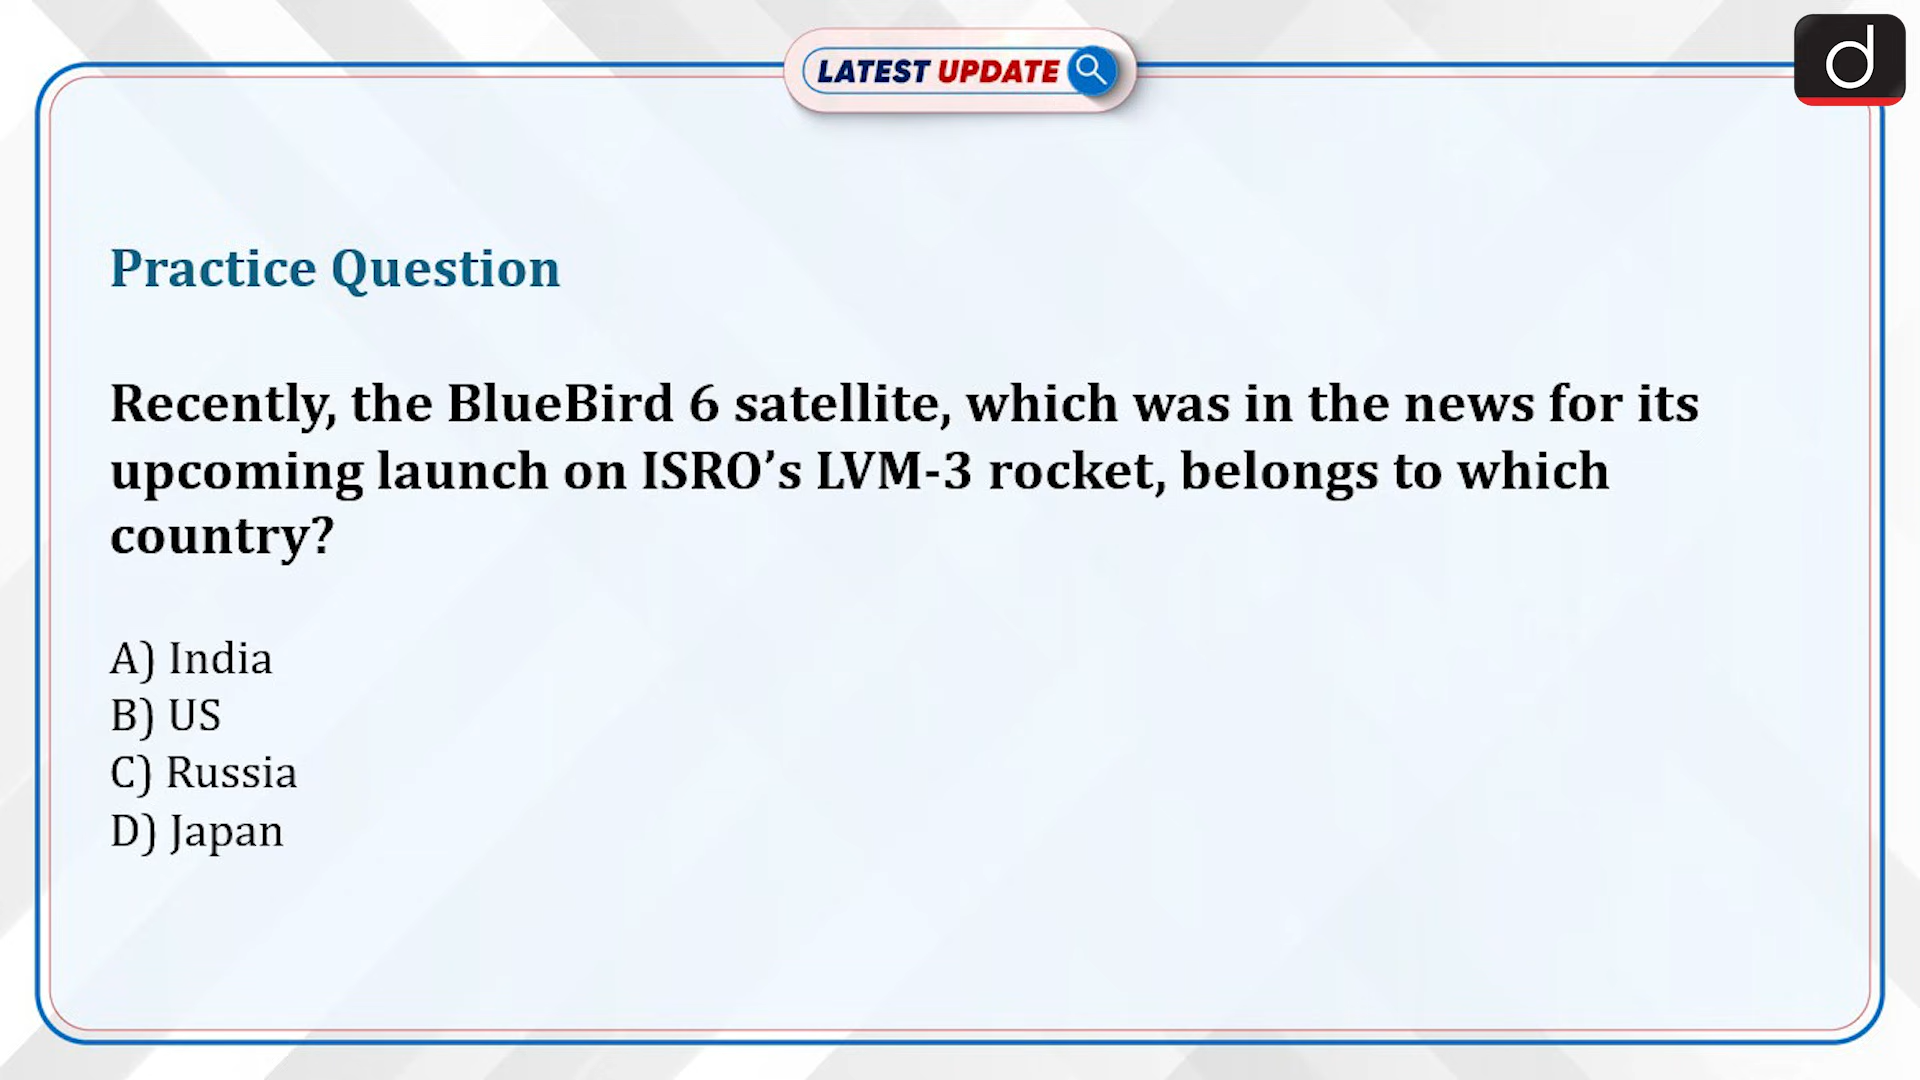 LATEST UPDATE
d
Practice Question
Recently, the BlueBird 6 satellite, which was in the news for its
upcoming launch on ISRO’s LVM-3 rocket, belongs to which
country?
A) India
B) US
C) Russia
D) Japan